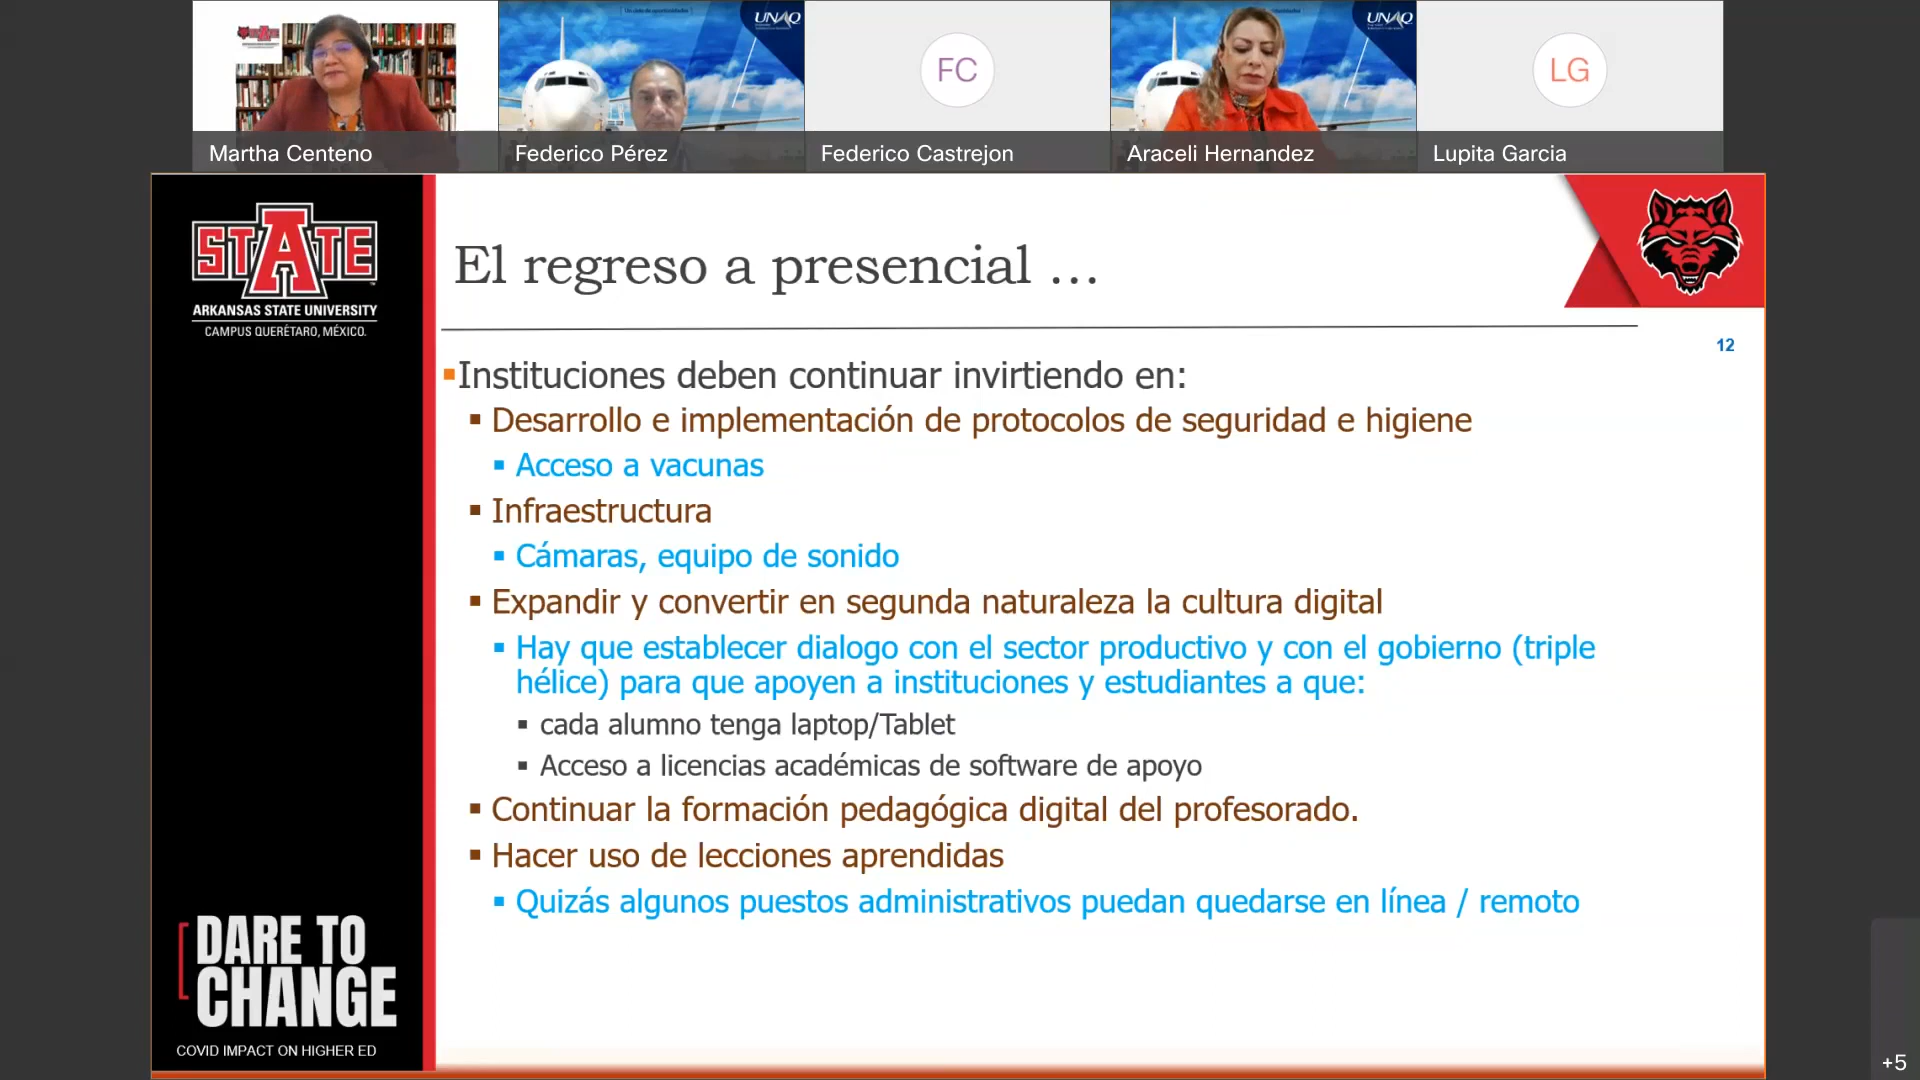 UNAQ
UNAQ
FC
LG
Martha Centeno
Federico Pérez
Federico Castrejon
Araceli Hernandez
Lupita Garcia
STATE
ARKANSAS STATE UNIVERSITY
CAMPUS QUERÉTARO, MÉXICO.
El regreso a presencial ...
12
Instituciones deben continuar invirtiendo en:
Desarrollo e implementación de protocolos de seguridad e higiene
Acceso a vacunas
Infraestructura
Cámaras, equipo de sonido
Expandir y convertir en segunda naturaleza la cultura digital
Hay que establecer dialogo con el sector productivo y con el gobierno (triple
hélice) para que apoyen a instituciones y estudiantes a que:
cada alumno tenga laptop/Tablet
Acceso a licencias académicas de software de apoyo
Continuar la formación pedagógica digital del profesorado.
Hacer uso de lecciones aprendidas
Quizás algunos puestos administrativos puedan quedarse en línea / remoto
DARE TO
CHANGE
COVID IMPACT ON HIGHER ED
+5